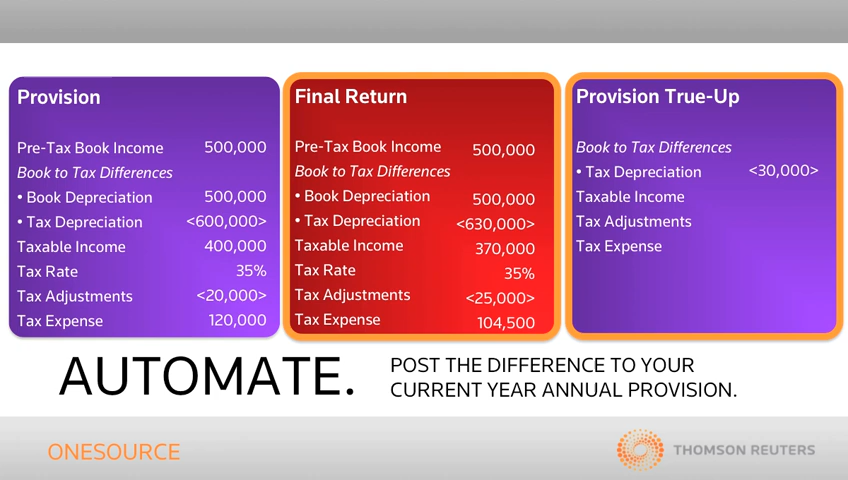 Provision
Pre-Tax Book Income 500,000
Book to Tax Differences
• Book Depreciation 500,000
• Tax Depreciation <600,000>
Taxable Income 400,000
Tax Rate 35%
Tax Adjustments <20,000>
Tax Expense 120,000
Final Return
Pre-Tax Book Income 500,000
Book to Tax Differences
• Book Depreciation 500,000
• Tax Depreciation <630,000>
Taxable Income 370,000
Tax Rate 35%
Tax Adjustments <25,000>
Tax Expense 104,500
Provision True-Up
Book to Tax Differences
• Tax Depreciation <30,000>
Taxable Income
Tax Adjustments
Tax Expense
AUTOMATE.
POST THE DIFFERENCE TO YOUR
CURRENT YEAR ANNUAL PROVISION.
ONESOURCE
THOMSON REUTERS